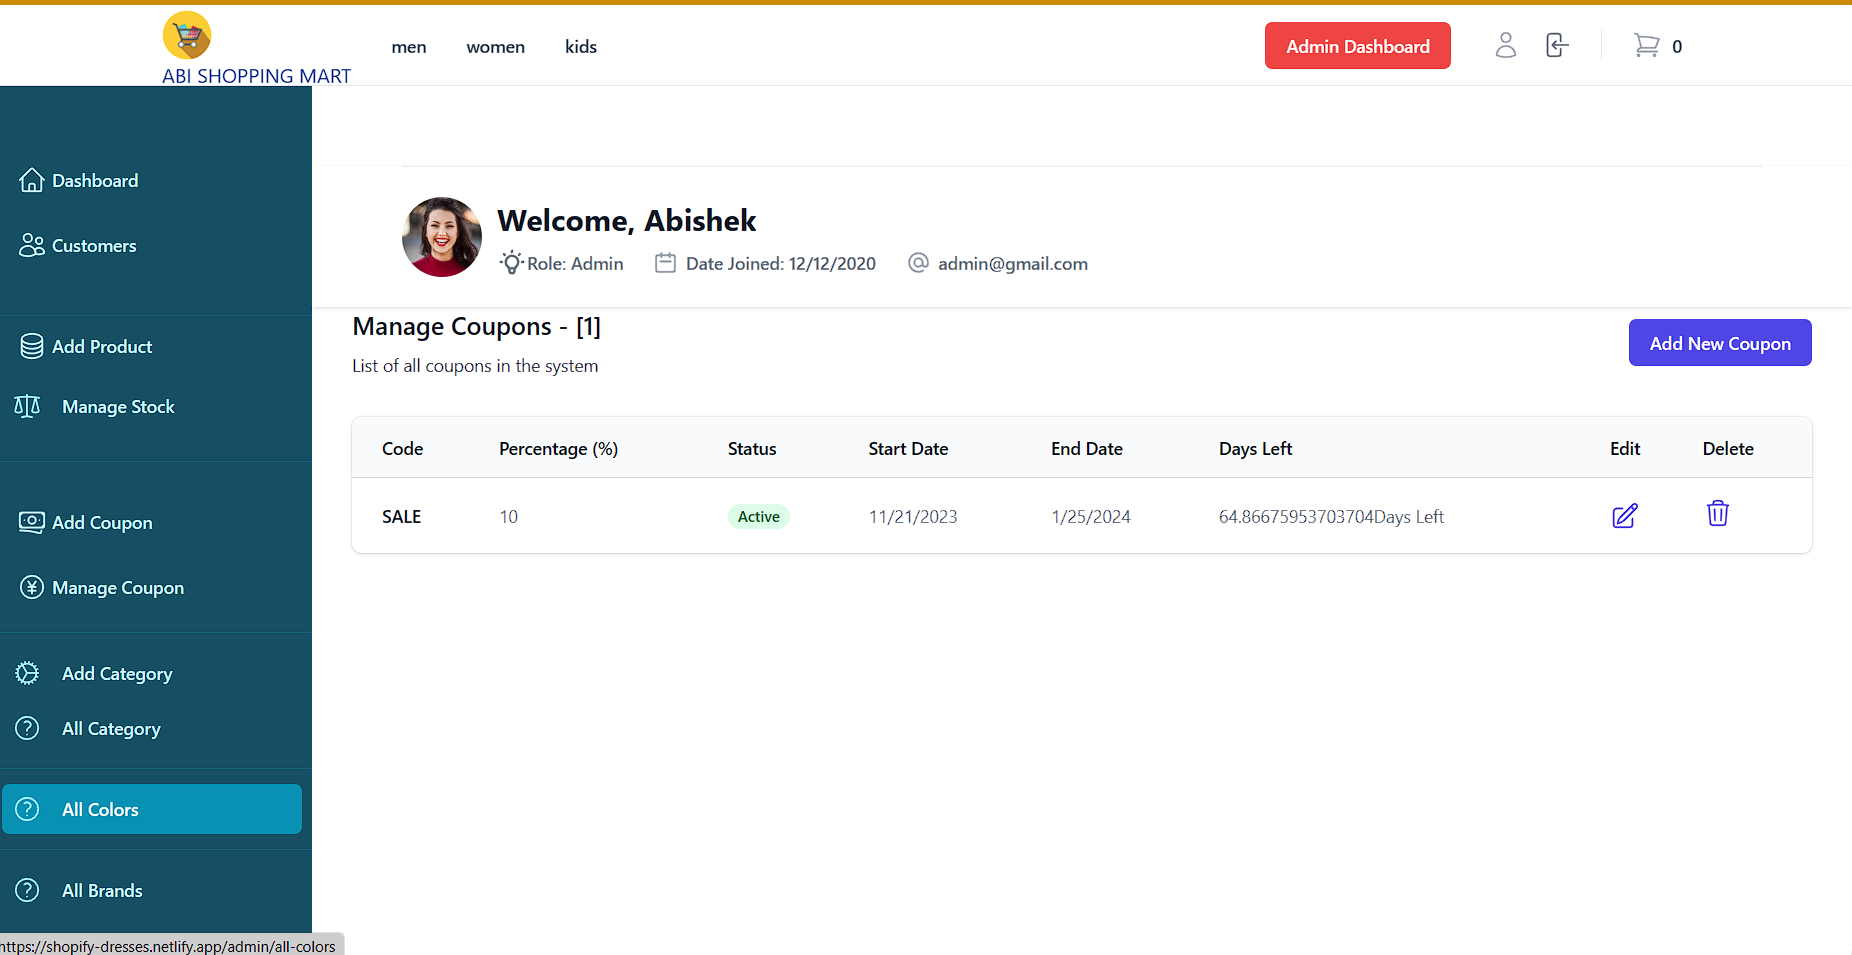 ABI SHOPPING MART
men women kids
Admin Dashboard
0
Dashboard
Customers
Add Product
Manage Stock
Add Coupon
Manage Coupon
Add Category
All Category
All Colors
All Brands
Welcome, Abishek
Role: Admin Date Joined: 12/12/2020 admin@gmail.com
Manage Coupons - [1]
List of all coupons in the system
Add New Coupon
Code Percentage (%) Status Start Date End Date Days Left Edit Delete
SALE 10 Active 11/21/2023 1/25/2024 64.86675953703704Days Left
https://shopify-dresses.netlify.app/admin/all-colors